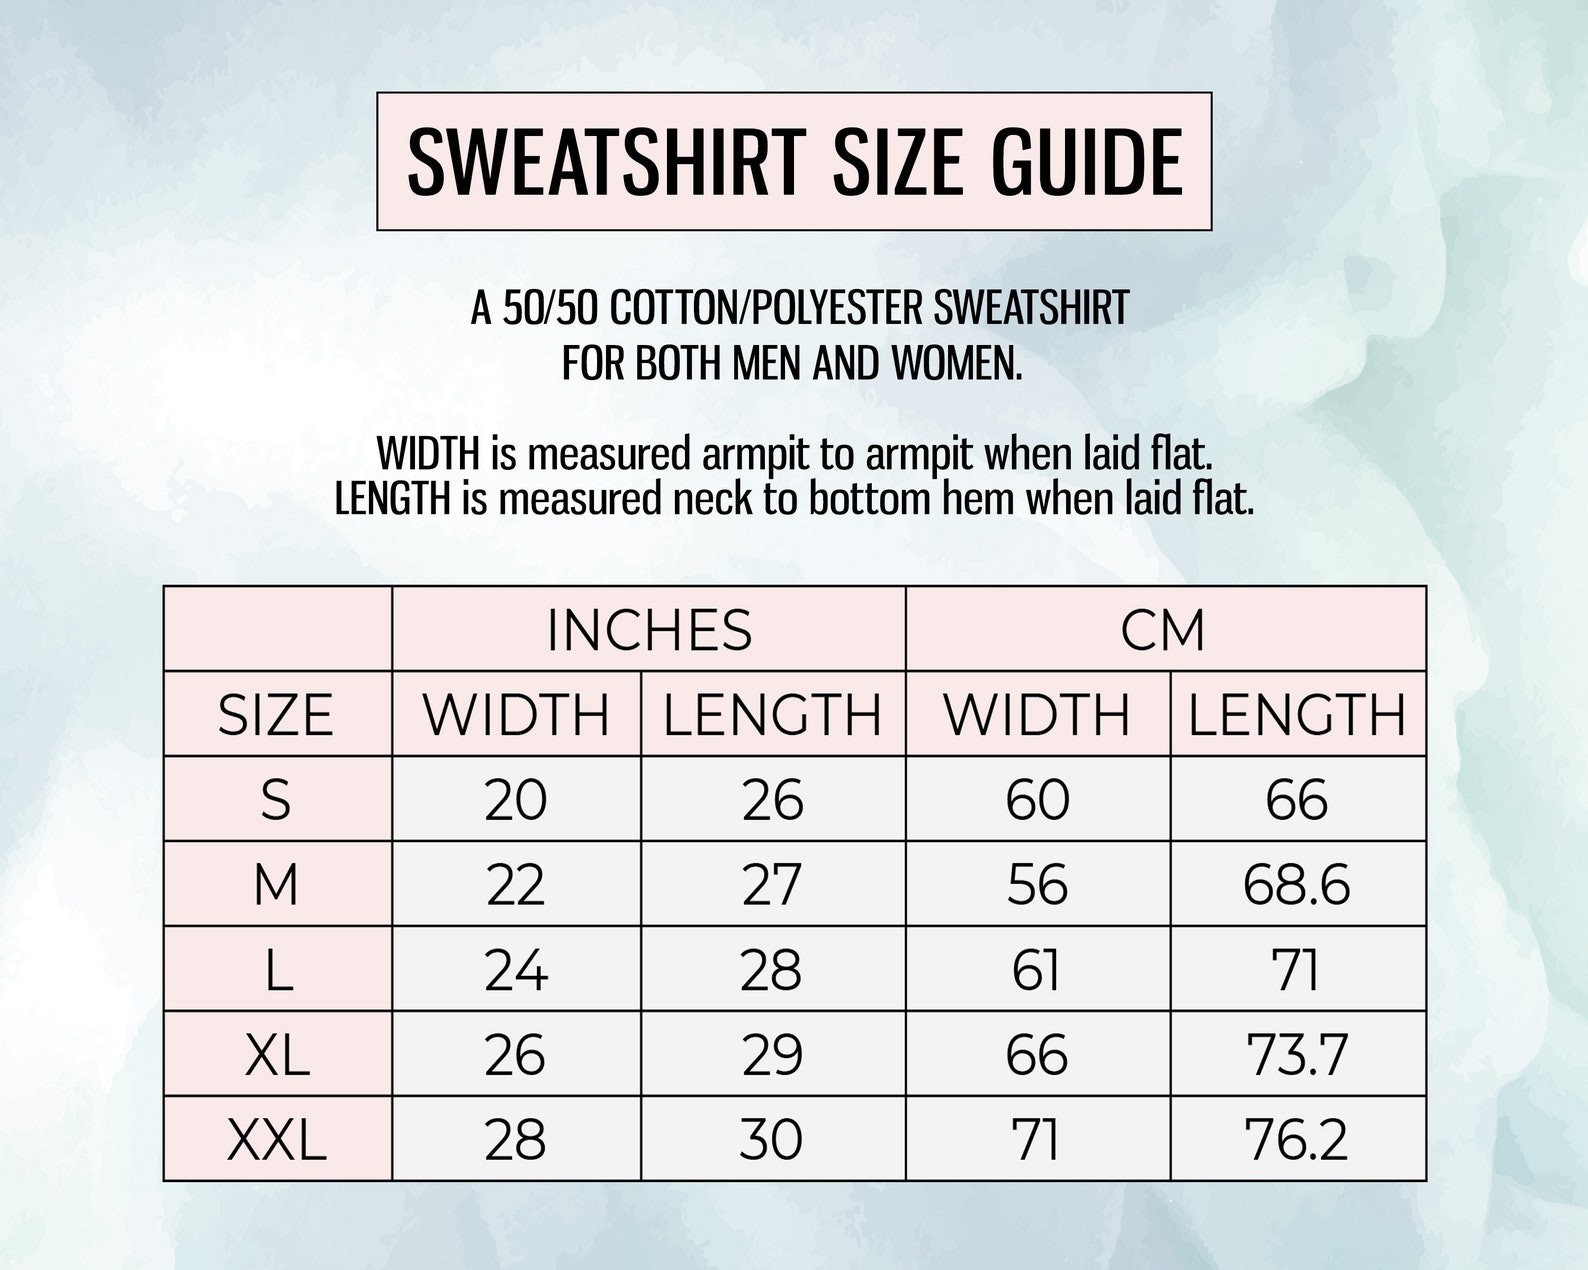 SWEATSHIRT SIZE GUIDE
A 50/50 COTTON/POLYESTER SWEATSHIRT
FOR BOTH MEN AND WOMEN.
WIDTH is measured armpit to armpit when laid flat.
LENGTH is measured neck to bottom hem when laid flat.
INCHES CM
SIZE WIDTH LENGTH WIDTH LENGTH
S 20 26 60 66
M 22 27 56 68.6
L 24 28 61 71
XL 26 29 66 73.7
XXL 28 30 71 76.2